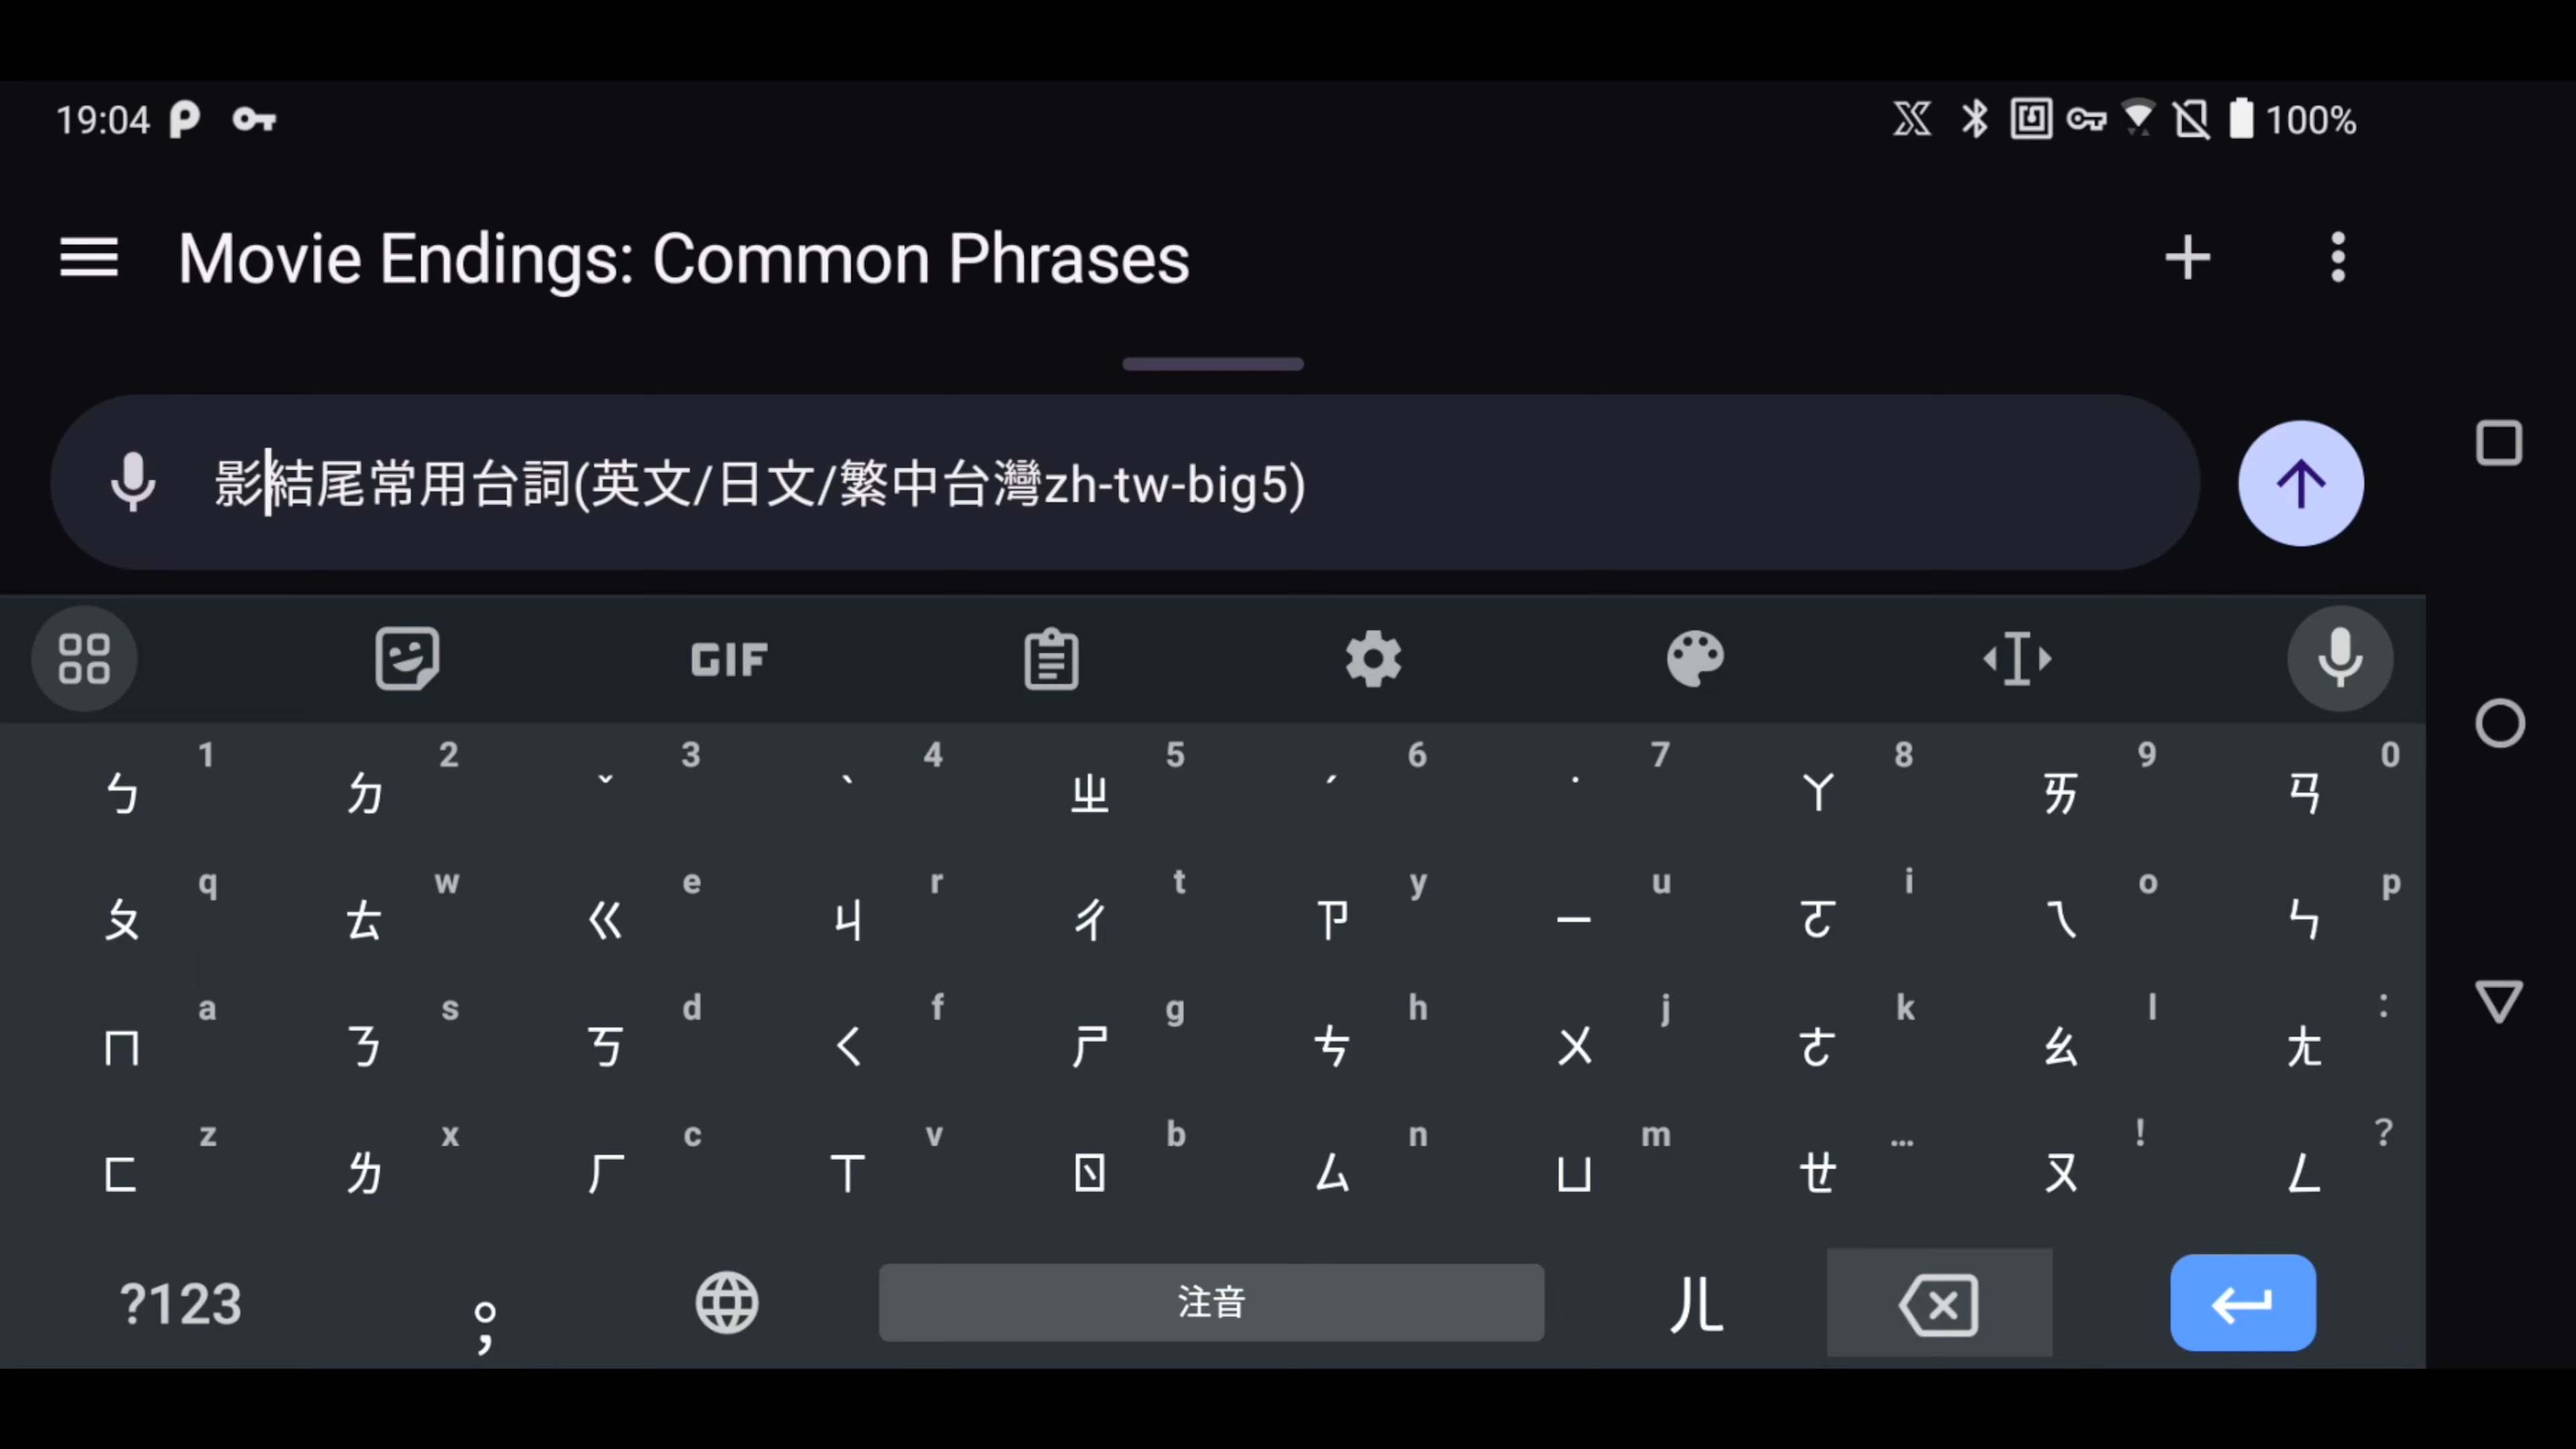 19:04
100%
Movie Endings: Common Phrases
影結尾常用台詞(英文/日文/繁中台灣zh-tw-big5)
GIF
1 2 3 4 5 6 7 8 9 0
ㄅ ㄉ ˇ ˋ ㄓ ˊ ˙ ㄚ ㄞ ㄢ
q w e r t y u i o p
ㄆ ㄊ ㄍ ㄐ ㄔ ㄗ ㄧ ㄛ ㄟ ㄣ
a s d f g h j k l :
ㄇ ㄋ ㄎ ㄑ ㄕ ㄘ ㄨ ㄜ ㄠ ㄤ
z x c v b n m … ! ?
ㄈ ㄌ ㄏ ㄒ ㄖ ㄙ ㄩ ㄝ ㄡ ㄥ
?123 ° , 注音 ㄦ